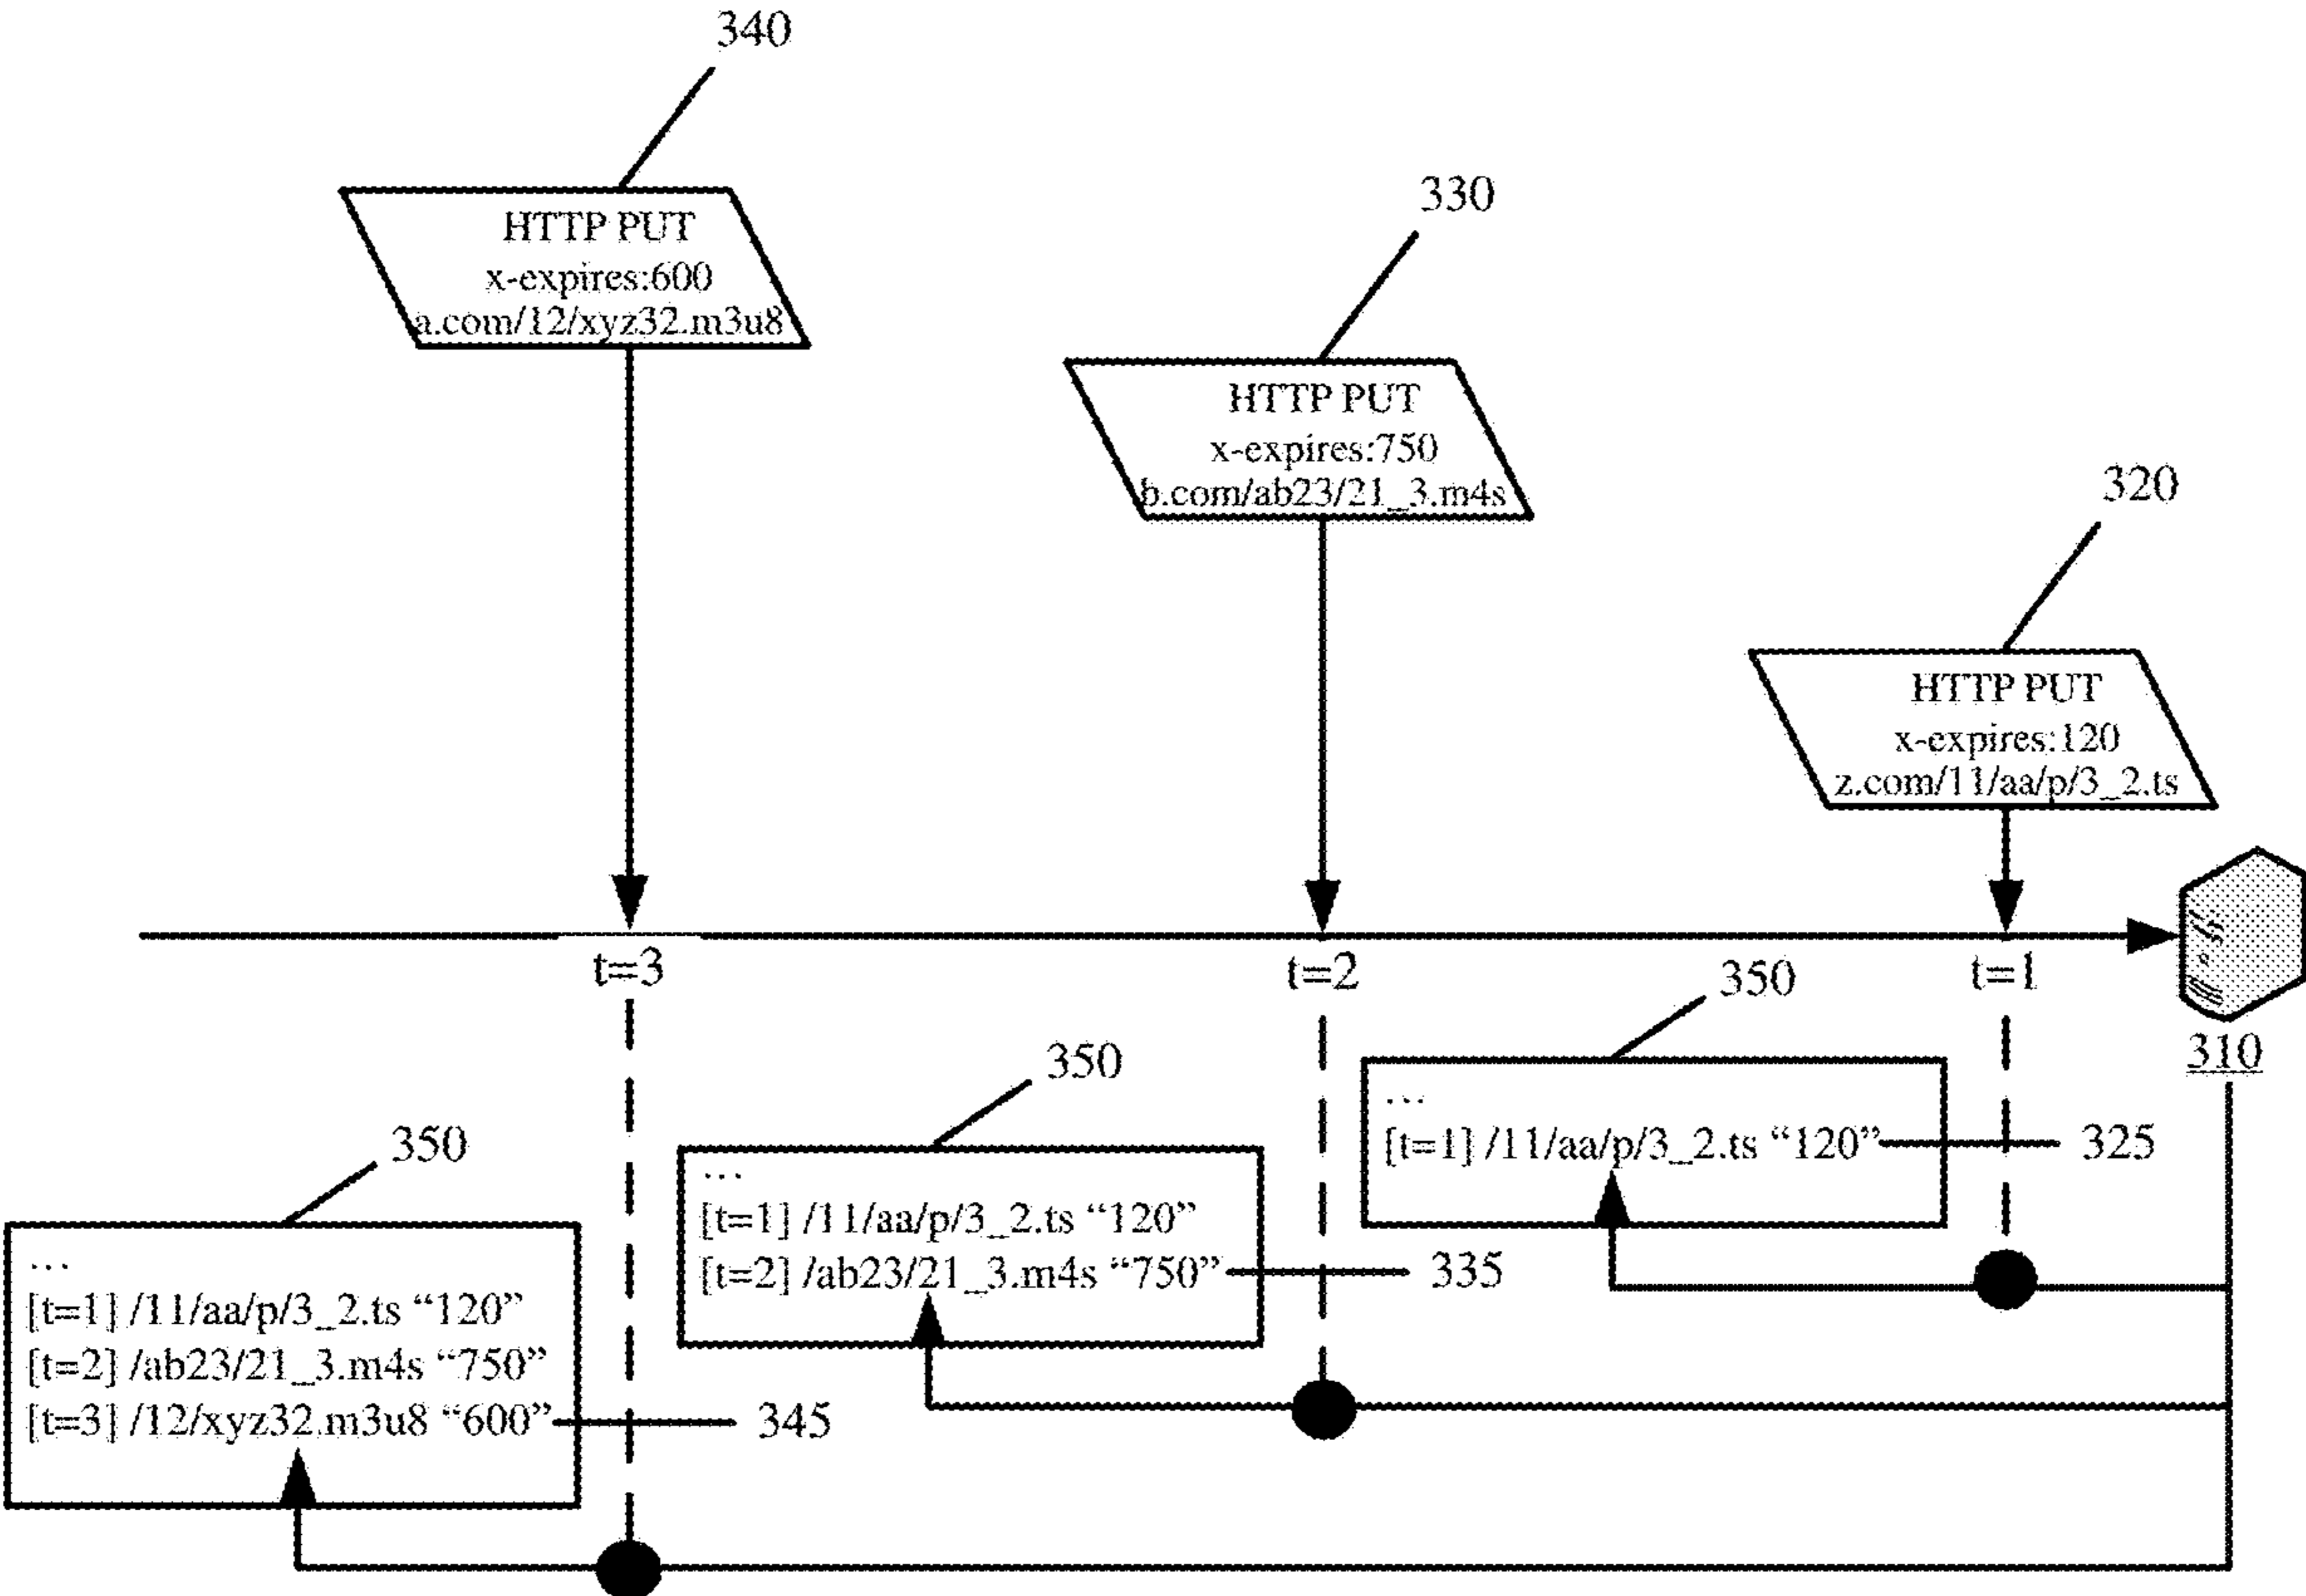 340
HTTP PUT
x-expires:600
a.com/12/xyz32.m3u8
330
HTTP PUT
x-expires:750
b.com/ab23/21_3.m4s
320
HTTP PUT
x-expires:120
z.com/11/aa/p/3_2.ts
t=3
t=2
t=1
310
350
...
[t=1] /11/aa/p/3_2.ts “120”
325
350
...
[t=1] /11/aa/p/3_2.ts “120”
[t=2] /ab23/21_3.m4s “750”
335
350
...
[t=1] /11/aa/p/3_2.ts “120”
[t=2] /ab23/21_3.m4s “750”
[t=3] /12/xyz32.m3u8 “600”
345